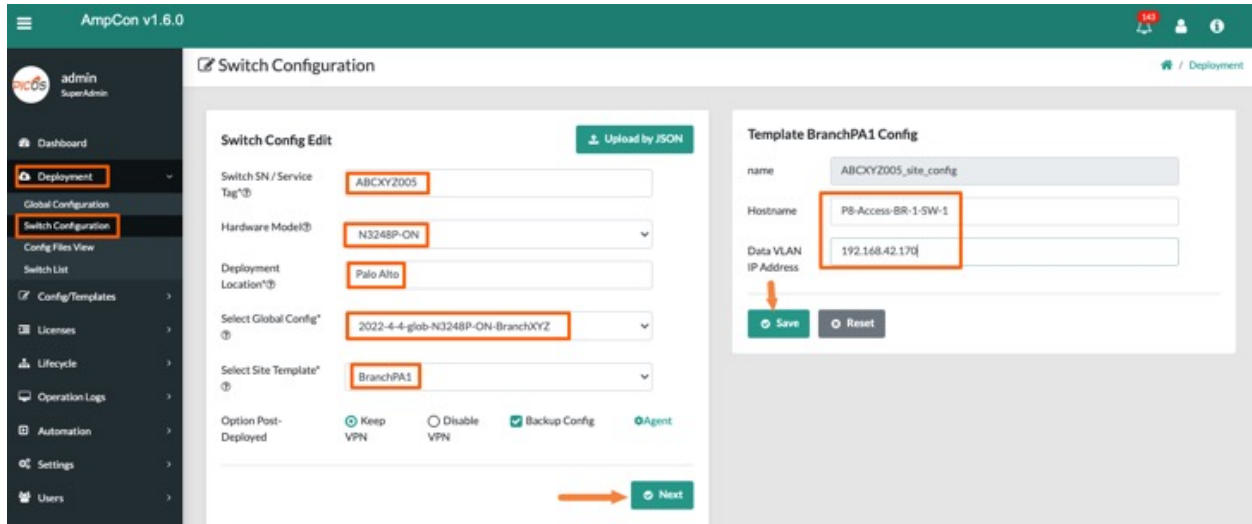 AmpCon v1.6.0
143
PICOS
admin
SuperAdmin
Dashboard
Deployment
Global Configuration
Switch Configuration
Config Files View
Switch List
Config/Templates
Licenses
Lifecycle
Operation Logs
Automation
Settings
Users
Switch Configuration
/ Deployment
Switch Config Edit
Upload by JSON
Switch SN / Service
Tag*
ABCXYZ005
Hardware Model
N3248P-ON
Deployment
Location*
Palo Alto
Select Global Config*
2022-4-4-glob-N3248P-ON-BranchXYZ
Select Site Template*
BranchPA1
Option Post-
Deployed
Keep
VPN
Disable
VPN
Backup Config
Agent
Next
Template BranchPA1 Config
name
ABCXYZ005_site_config
Hostname
P8-Access-BR-1-SW-1
Data VLAN
IP Address
192.168.42.170
Save
Reset